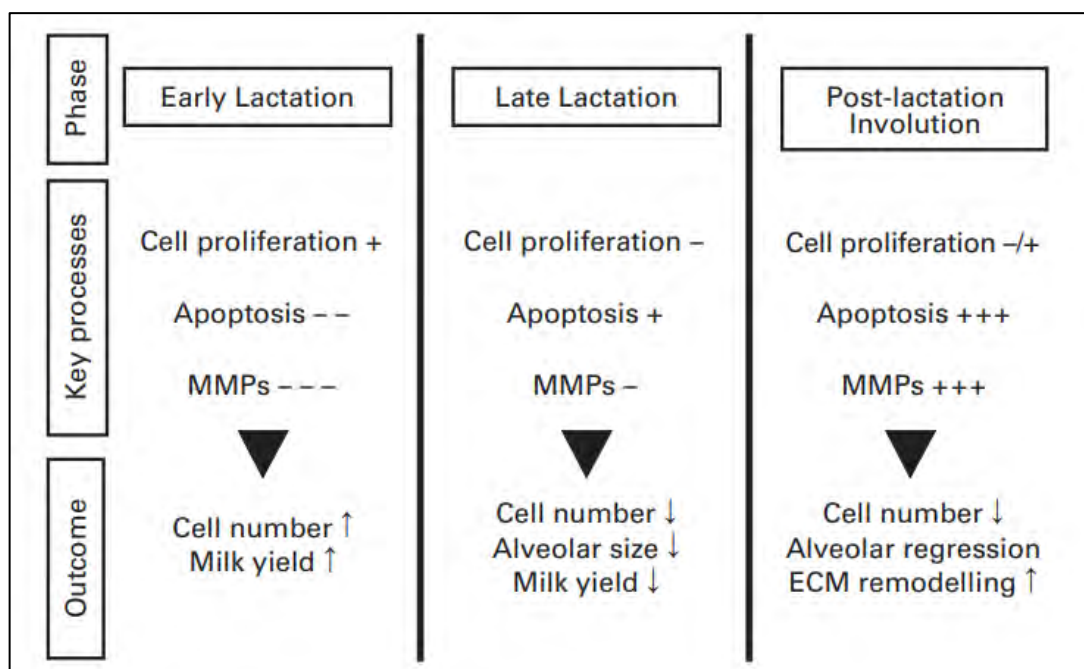 Phase
Early Lactation
Late Lactation
Post-lactation
Involution
Key processes
Cell proliferation +
Apoptosis – –
MMPs – – –
Cell proliferation –
Apoptosis +
MMPs –
Cell proliferation –/+
Apoptosis +++
MMPs +++
Outcome
Cell number ↑
Milk yield ↑
Cell number ↓
Alveolar size ↓
Milk yield ↓
Cell number ↓
Alveolar regression
ECM remodelling ↑